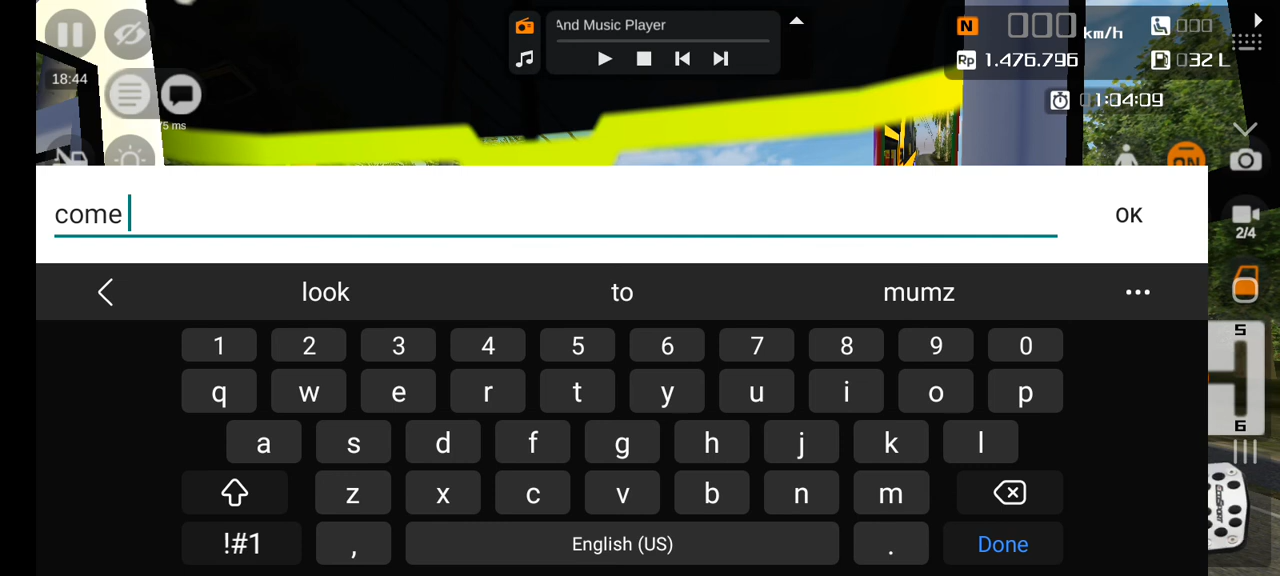 And Music Player
N
km/h
Rp 1.476.796
32 L
18:44
1:04:09
5 ms
ON
come
OK
2/4
look to mumz
1 2 3 4 5 6 7 8 9 0
q w e r t y u i o p
a s d f g h j k l
z x c v b n m
!#1 , English (US) . Done
5
6